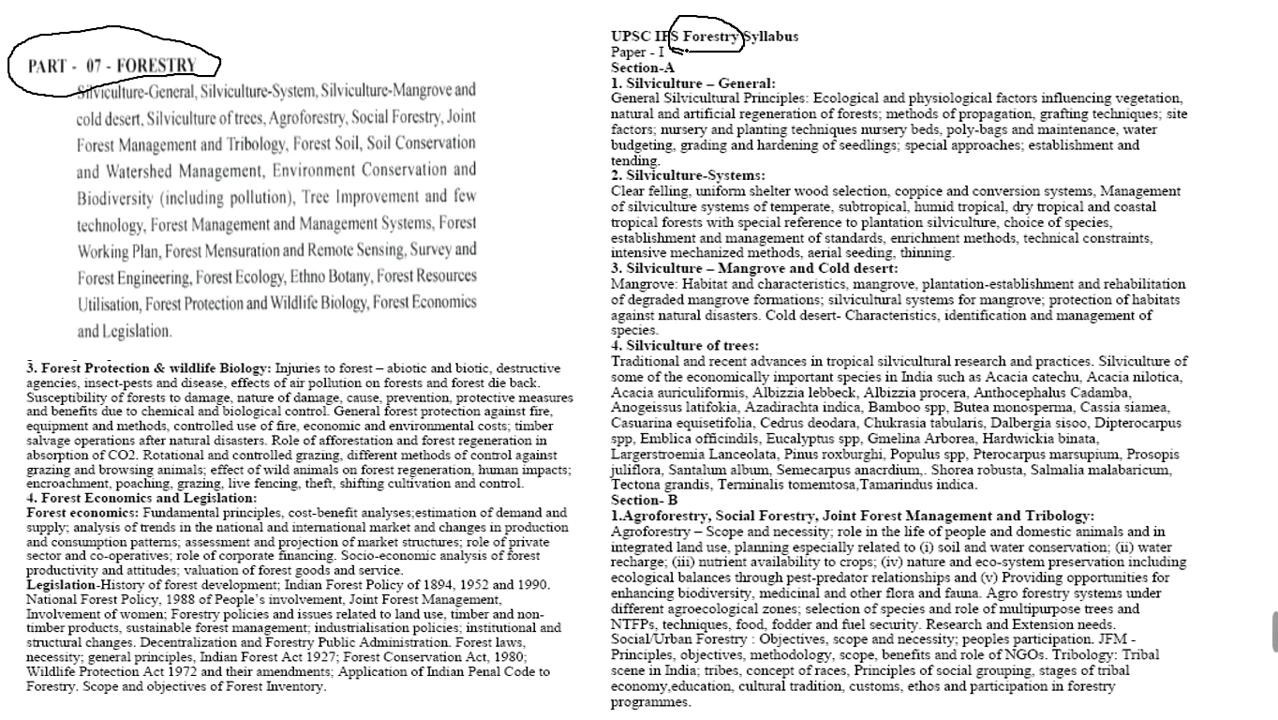 PART - 07 - FORESTRY
Silviculture-General, Silviculture-System, Silviculture-Mangrove and
cold desert, Silviculture of trees, Agroforestry, Social Forestry, Joint
Forest Management and Tribology, Forest Soil, Soil Conservation
and Watershed Management, Environment Conservation and
Biodiversity (including pollution), Tree Improvement and few
technology, Forest Management and Management Systems, Forest
Working Plan, Forest Mensuration and Remote Sensing, Survey and
Forest Engineering, Forest Ecology, Ethno Botany, Forest Resources
Utilisation, Forest Protection and Wildlife Biology, Forest Economics
and Legislation.
3. Forest Protection & wildlife Biology: Injuries to forest – abiotic and biotic, destructive
agencies, insect-pests and disease, effects of air pollution on forests and forest die back.
Susceptibility of forests to damage, nature of damage, cause, prevention, protective measures
and benefits due to chemical and biological control. General forest protection against fire,
equipment and methods, controlled use of fire, economic and environmental costs; timber
salvage operations after natural disasters. Role of afforestation and forest regeneration in
absorption of CO2. Rotational and controlled grazing, different methods of control against
grazing and browsing animals; effect of wild animals on forest regeneration, human impacts;
encroachment, poaching, grazing, live fencing, theft, shifting cultivation and control.
4. Forest Economics and Legislation:
Forest economics: Fundamental principles, cost-benefit analyses;estimation of demand and
supply; analysis of trends in the national and international market and changes in production
and consumption patterns; assessment and projection of market structures; role of private
sector and co-operatives; role of corporate financing. Socio-economic analysis of forest
productivity and attitudes; valuation of forest goods and service.
Legislation-History of forest development; Indian Forest Policy of 1894, 1952 and 1990.
National Forest Policy, 1988 of People's involvement, Joint Forest Management,
Involvement of women; Forestry policies and issues related to land use, timber and non-
timber products, sustainable forest management; industrialisation policies; institutional and
structural changes. Decentralization and Forestry Public Administration. Forest laws,
necessity; general principles, Indian Forest Act 1927; Forest Conservation Act, 1980;
Wildlife Protection Act 1972 and their amendments; Application of Indian Penal Code to
Forestry. Scope and objectives of Forest Inventory.
UPSC IFS Forestry Syllabus
Paper - I
Section-A
1. Silviculture – General:
General Silvicultural Principles: Ecological and physiological factors influencing vegetation,
natural and artificial regeneration of forests; methods of propagation, grafting techniques; site
factors; nursery and planting techniques nursery beds, poly-bags and maintenance, water
budgeting, grading and hardening of seedlings; special approaches; establishment and
tending.
2. Silviculture-Systems:
Clear felling, uniform shelter wood selection, coppice and conversion systems, Management
of silviculture systems of temperate, subtropical, humid tropical, dry tropical and coastal
tropical forests with special reference to plantation silviculture, choice of species,
establishment and management of standards, enrichment methods, technical constraints,
intensive mechanized methods, aerial seeding, thinning.
3. Silviculture – Mangrove and Cold desert:
Mangrove: Habitat and characteristics, mangrove, plantation-establishment and rehabilitation
of degraded mangrove formations; silvicultural systems for mangrove; protection of habitats
against natural disasters. Cold desert- Characteristics, identification and management of
species.
4. Silviculture of trees:
Traditional and recent advances in tropical silvicultural research and practices. Silviculture of
some of the economically important species in India such as Acacia catechu, Acacia nilotica,
Acacia auriculiformis, Albizzia lebbeck, Albizzia procera, Anthocephalus Cadamba,
Anogeissus latifokia, Azadirachta indica, Bamboo spp, Butea monosperma, Cassia siamea,
Casuarina equisetifolia, Cedrus deodara, Chukrasia tabularis, Dalbergia sisoo, Dipterocarpus
spp, Emblica officindils, Eucalyptus spp, Gmelina Arborea, Hardwickia binata,
Largerstroemia Lanceolata, Pinus roxburghi, Populus spp, Pterocarpus marsupium, Prosopis
juliflora, Santalum album, Semecarpus anacrdium,. Shorea robusta, Salmalia malabaricum,
Tectona grandis, Terminalis tomemtosa,Tamarindus indica.
Section- B
1.Agroforestry, Social Forestry, Joint Forest Management and Tribology:
Agroforestry – Scope and necessity; role in the life of people and domestic animals and in
integrated land use, planning especially related to (i) soil and water conservation; (ii) water
recharge; (iii) nutrient availability to crops; (iv) nature and eco-system preservation including
ecological balances through pest-predator relationships and (v) Providing opportunities for
enhancing biodiversity, medicinal and other flora and fauna. Agro forestry systems under
different agroecological zones; selection of species and role of multipurpose trees and
NTFPs, techniques, food, fodder and fuel security. Research and Extension needs.
Social/Urban Forestry : Objectives, scope and necessity; peoples participation. JFM -
Principles, objectives, methodology, scope, benefits and role of NGOs. Tribology: Tribal
scene in India; tribes, concept of races, Principles of social grouping, stages of tribal
economy,education, cultural tradition, customs, ethos and participation in forestry
programmes.